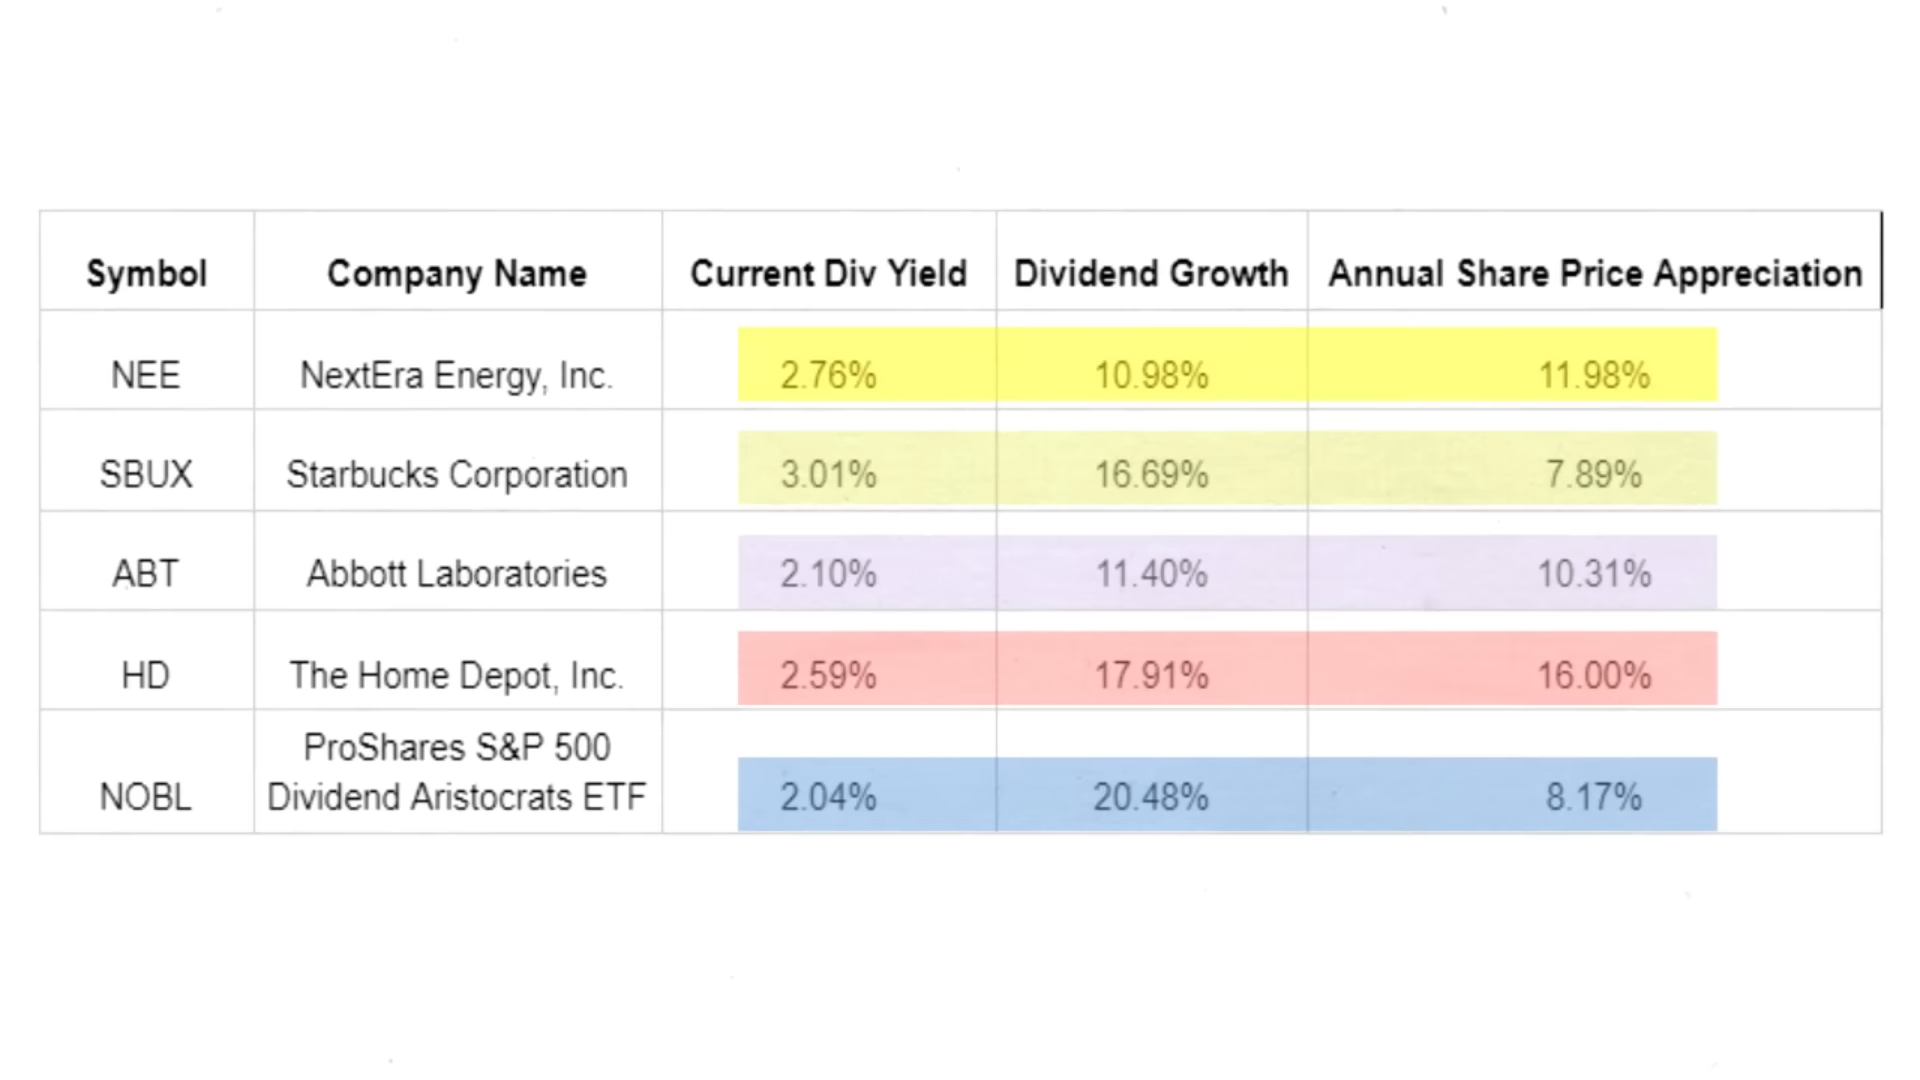 Symbol Company Name Current Div Yield Dividend Growth Annual Share Price Appreciation
NEE NextEra Energy, Inc. 2.76% 10.98% 11.98%
SBUX Starbucks Corporation 3.01% 16.69% 7.89%
ABT Abbott Laboratories 2.10% 11.40% 10.31%
HD The Home Depot, Inc. 2.59% 17.91% 16.00%
ProShares S&P 500
NOBL Dividend Aristocrats ETF 2.04% 20.48% 8.17%